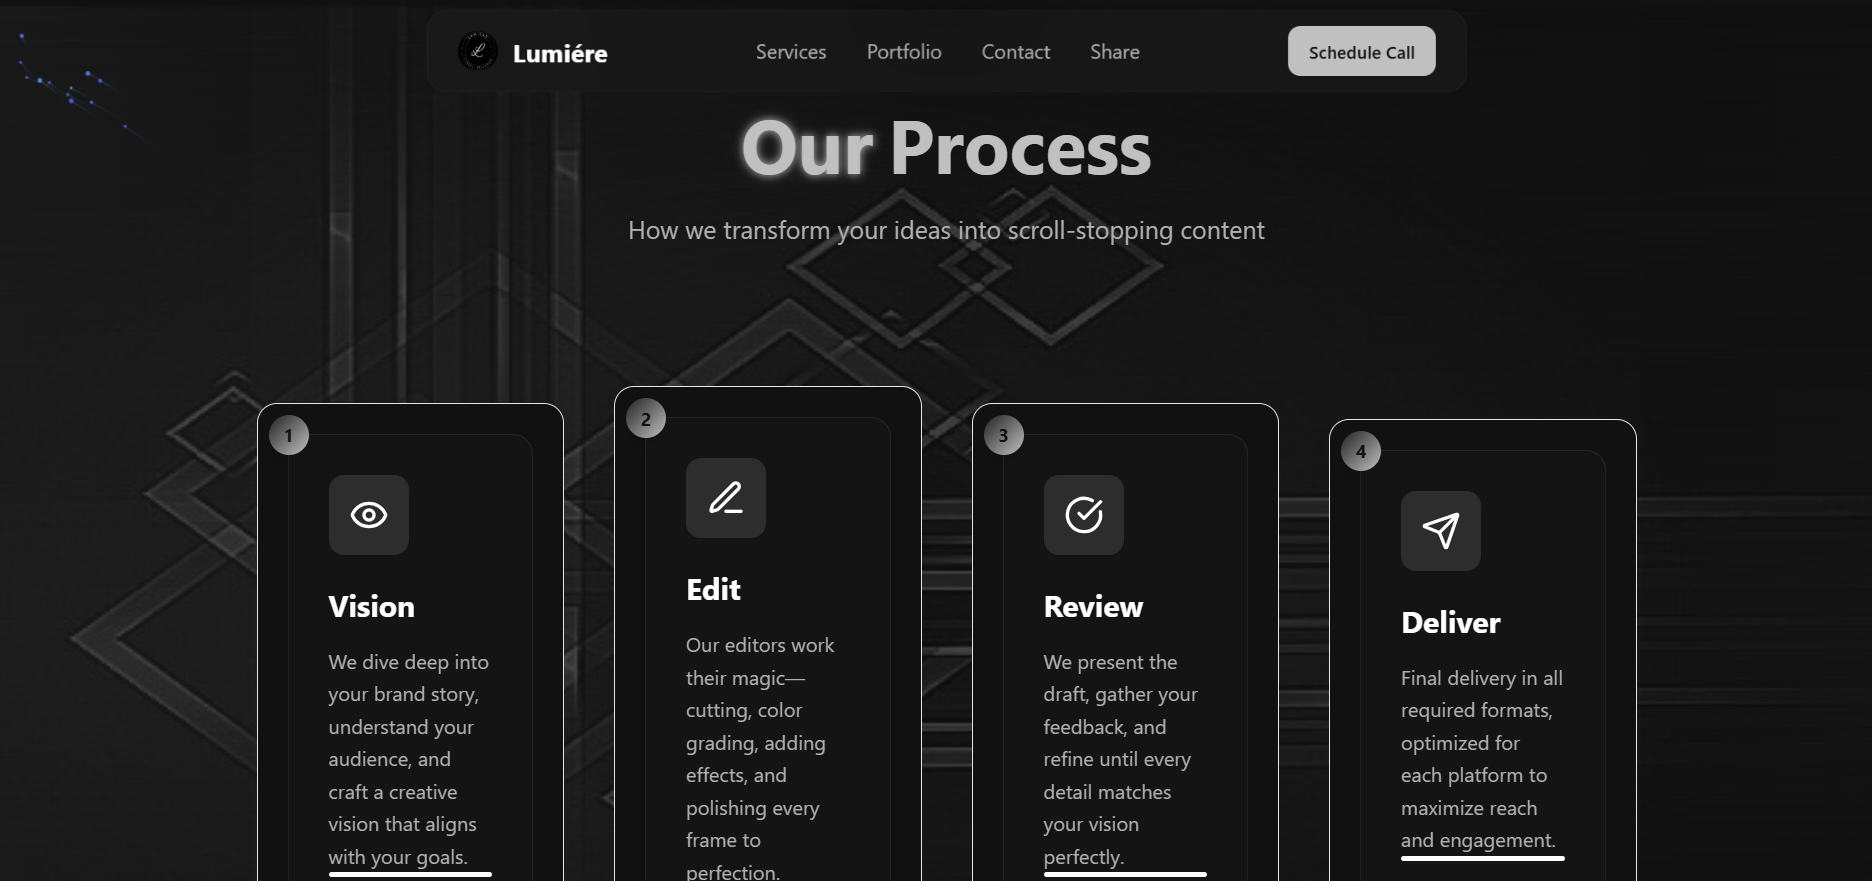 Lumiére
Services
Portfolio
Contact
Share
Schedule Call
Our Process
How we transform your ideas into scroll-stopping content
1
Vision
We dive deep into
your brand story,
understand your
audience, and
craft a creative
vision that aligns
with your goals.
2
Edit
Our editors work
their magic—
cutting, color
grading, adding
effects, and
polishing every
frame to
perfection.
3
Review
We present the
draft, gather your
feedback, and
refine until every
detail matches
your vision
perfectly.
4
Deliver
Final delivery in all
required formats,
optimized for
each platform to
maximize reach
and engagement.